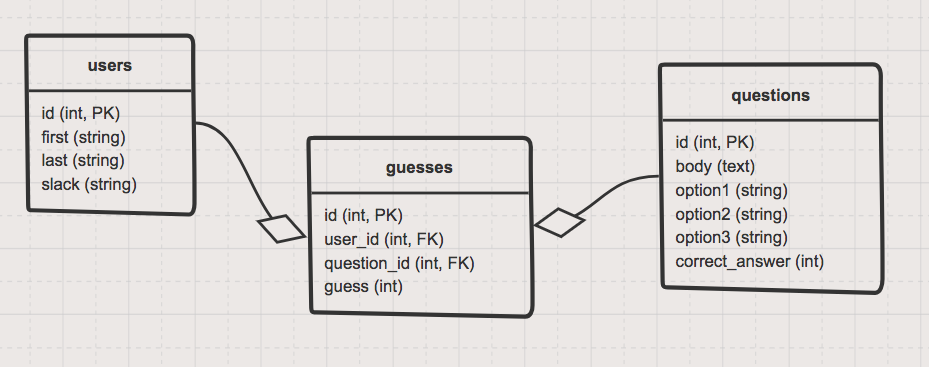 users
id (int, PK)
first (string)
last (string)
slack (string)
guesses
id (int, PK)
user_id (int, FK)
question_id (int, FK)
guess (int)
questions
id (int, PK)
body (text)
option1 (string)
option2 (string)
option3 (string)
correct_answer (int)